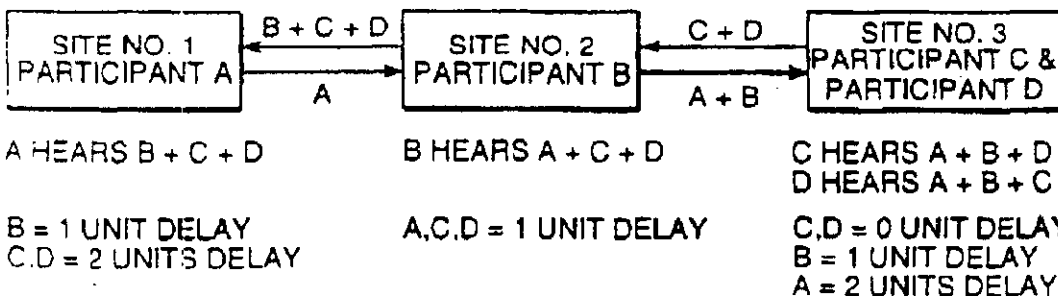 SITE NO. 1
PARTICIPANT A
B + C + D
A
SITE NO. 2
PARTICIPANT B
C + D
A + B
SITE NO. 3
PARTICIPANT C &
PARTICIPANT D
A HEARS B + C + D
B = 1 UNIT DELAY
C.D = 2 UNITS DELAY
B HEARS A + C + D
A,C,D = 1 UNIT DELAY
C HEARS A + B + D
D HEARS A + B + C
C,D = 0 UNIT DELAY
B = 1 UNIT DELAY
A = 2 UNITS DELAY